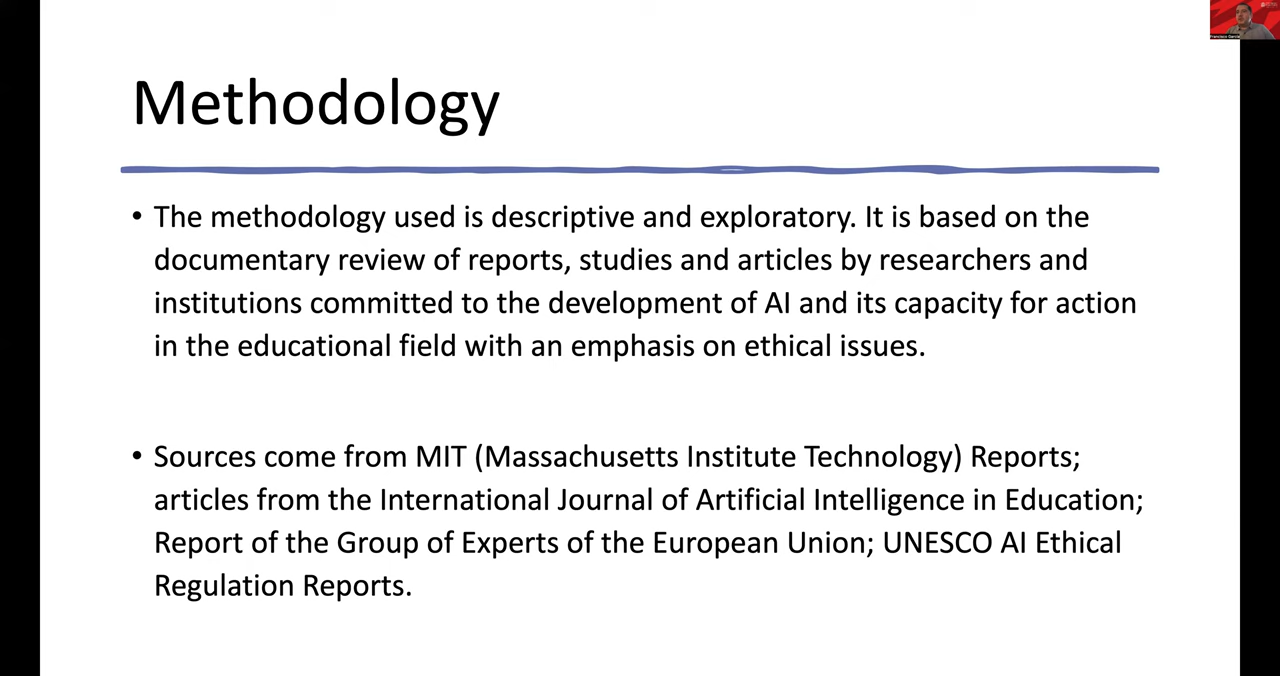 Francisco Garcia
Methodology
• The methodology used is descriptive and exploratory. It is based on the
documentary review of reports, studies and articles by researchers and
institutions committed to the development of AI and its capacity for action
in the educational field with an emphasis on ethical issues.
• Sources come from MIT (Massachusetts Institute Technology) Reports;
articles from the International Journal of Artificial Intelligence in Education;
Report of the Group of Experts of the European Union; UNESCO AI Ethical
Regulation Reports.